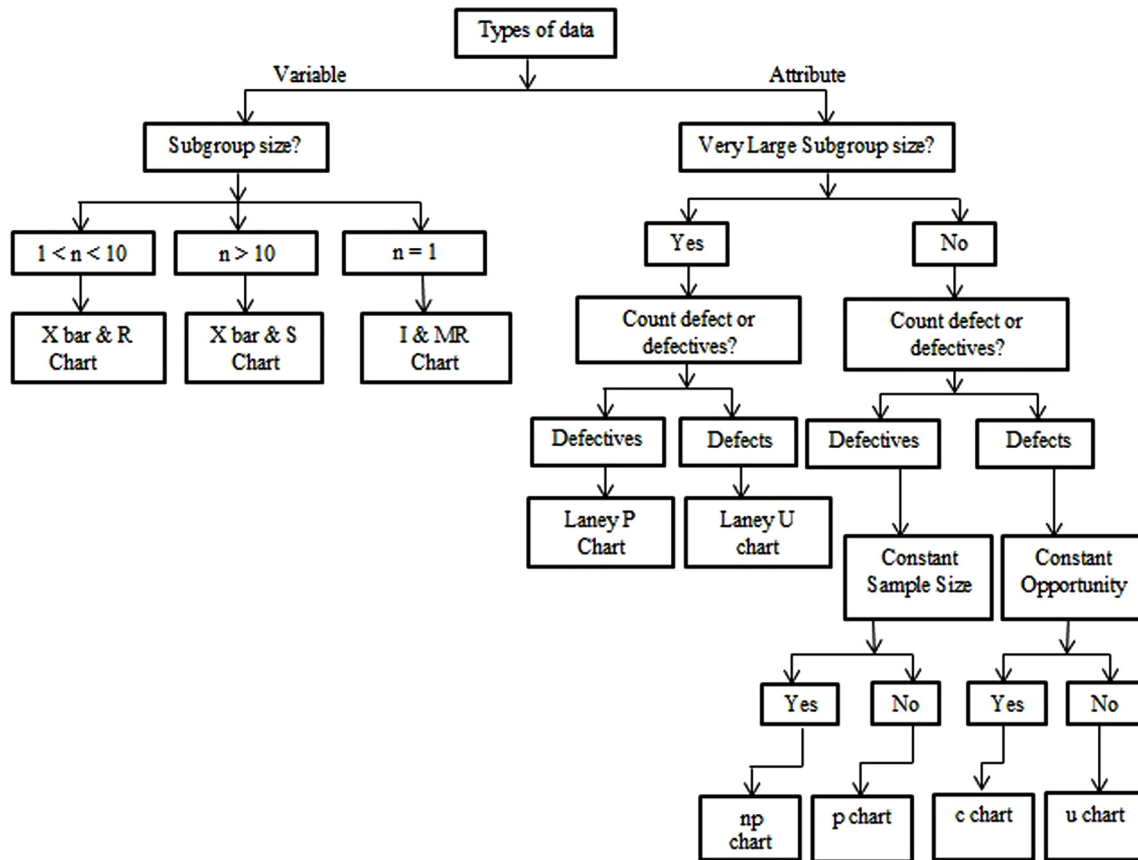 Types of data
Variable
Attribute
Subgroup size?
Very Large Subgroup size?
1 < n < 10
n > 10
n = 1
Yes
No
X bar & R
Chart
X bar & S
Chart
I & MR
Chart
Count defect or
defectives?
Count defect or
defectives?
Defectives
Defects
Defectives
Defects
Laney P
Chart
Laney U
chart
Constant
Sample Size
Constant
Opportunity
Yes
No
Yes
No
np
chart
p chart
c chart
u chart